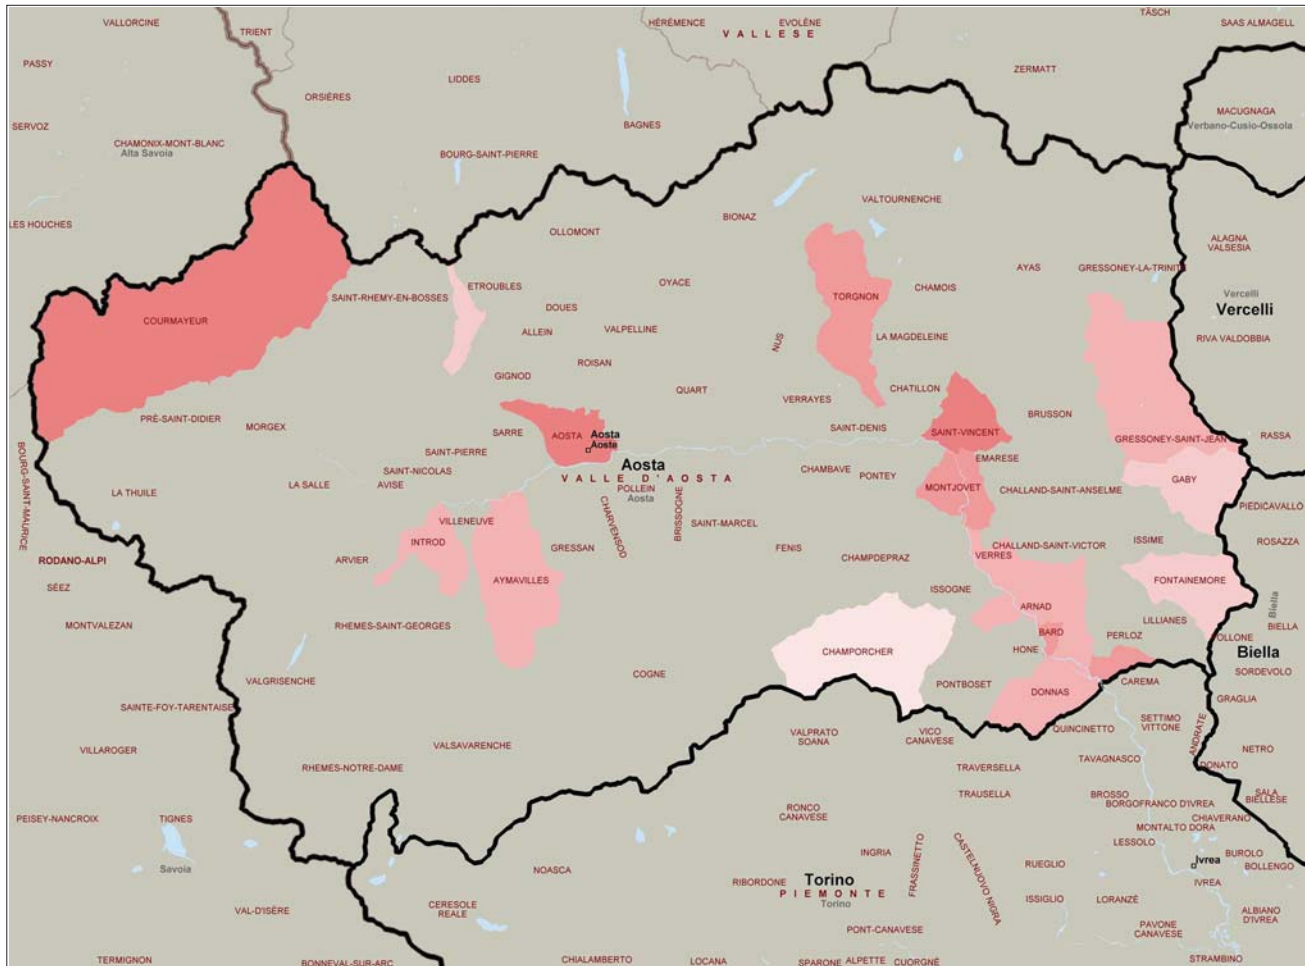 TÄSCH
VALLORCINE
TRIENT
HÉRÉMENCE
EVOLÈNE
SAAS ALMAGELL
VALLESE
PASSY
LIDDES
ZERMATT
ORSIÈRES
MACUGNAGA
SERVOZ
BAGNES
Verbano-Cusio-Ossola
CHAMONIX-MONT-BLANC
Alta Savoia
BOURG-SAINT-PIERRE
VALTOURNENCHE
BIONAZ
LES HOUCHES
OLLOMONT
ALAGNA
VALSESIA
AYAS
GRESSONEY-LA-TRINITÉ
OYACE
ETROUBLES
CHAMOIS
SAINT-RHEMY-EN-BOSSES
TORGNON
Vercelli
DOUES
Vercelli
COURMAYEUR
ALLEIN
VALPELLINE
LA MAGDELEINE
RIVA VALDOBBIA
NUS
ROISAN
GIGNOD
QUART
CHATILLON
VERRAYES
BRUSSON
PRÉ-SAINT-DIDIER
MORGEX
SAINT-DENIS
SARRE
AOSTA
Aosta
Aoste
SAINT-VINCENT
GRESSONEY-SAINT-JEAN
RASSA
SAINT-PIERRE
EMARESE
Aosta
SAINT-NICOLAS
CHAMBAVE
PONTEY
VALLE D'AOSTA
GABY
LA SALLE
AVISE
POLLEIN
MONTJOVET
CHALLAND-SAINT-ANSELME
LA THUILE
Aosta
BOURG-SAINT-MAURICE
CHARVENSOD
BRISSOGNE
PIEDICAVALLO
VILLENEUVE
SAINT-MARCEL
INTROD
GRESSAN
FENIS
CHALLAND-SAINT-VICTOR
ISSIME
ROSAZZA
VERRES
RODANO-ALPI
ARVIER
CHAMPDEPRAZ
AYMAVILLES
FONTAINEMORE
SÉEZ
ISSOGNE
Biella
ARNAD
MONTVALEZAN
RHEMES-SAINT-GEORGES
LILLIANES
BIELLA
BARD
PERLOZ
POLLONE
CHAMPORCHER
HONE
Biella
COGNE
SORDEVOLO
VALGRISENCHE
PONTBOSET
CAREMA
DONNAS
GRAGLIA
SAINTE-FOY-TARENTAISE
SETTIMO
VITTONE
QUINCINETTO
VALPRATO
SOANA
VICO
CANAVESE
ANDRATE
VILLAROGER
VALSAVARENCHE
NETRO
TAVAGNASCO
RHEMES-NOTRE-DAME
TRAVERSELLA
DONATO
TRAUSELLA
BROSSO
SALA
BIELLESE
BORGOFRANCO D'IVREA
RONCO
CANAVESE
PEISEY-NANCROIX
TIGNES
CHIAVERANO
MONTALTO DORA
LESSOLO
INGRIA
FRASSINETTO
CASTELNUOVO NIGRA
BUROLO
RUEGLIO
Ivrea
BOLLENGO
Savoia
NOASCA
RIBORDONE
Torino
IVREA
PIEMONTE
Torino
ISSIGLIO
LORANZÈ
CERESOLE
REALE
VAL-D'ISÈRE
ALBIANO
D'IVREA
PONT-CANAVESE
PAVONE
CANAVESE
TERMIGNON
BONNEVAL-SUR-ARC
CHIALAMBERTO
LOCANA
SPARONE
ALPETTE
CUORGNÈ
STRAMBINO